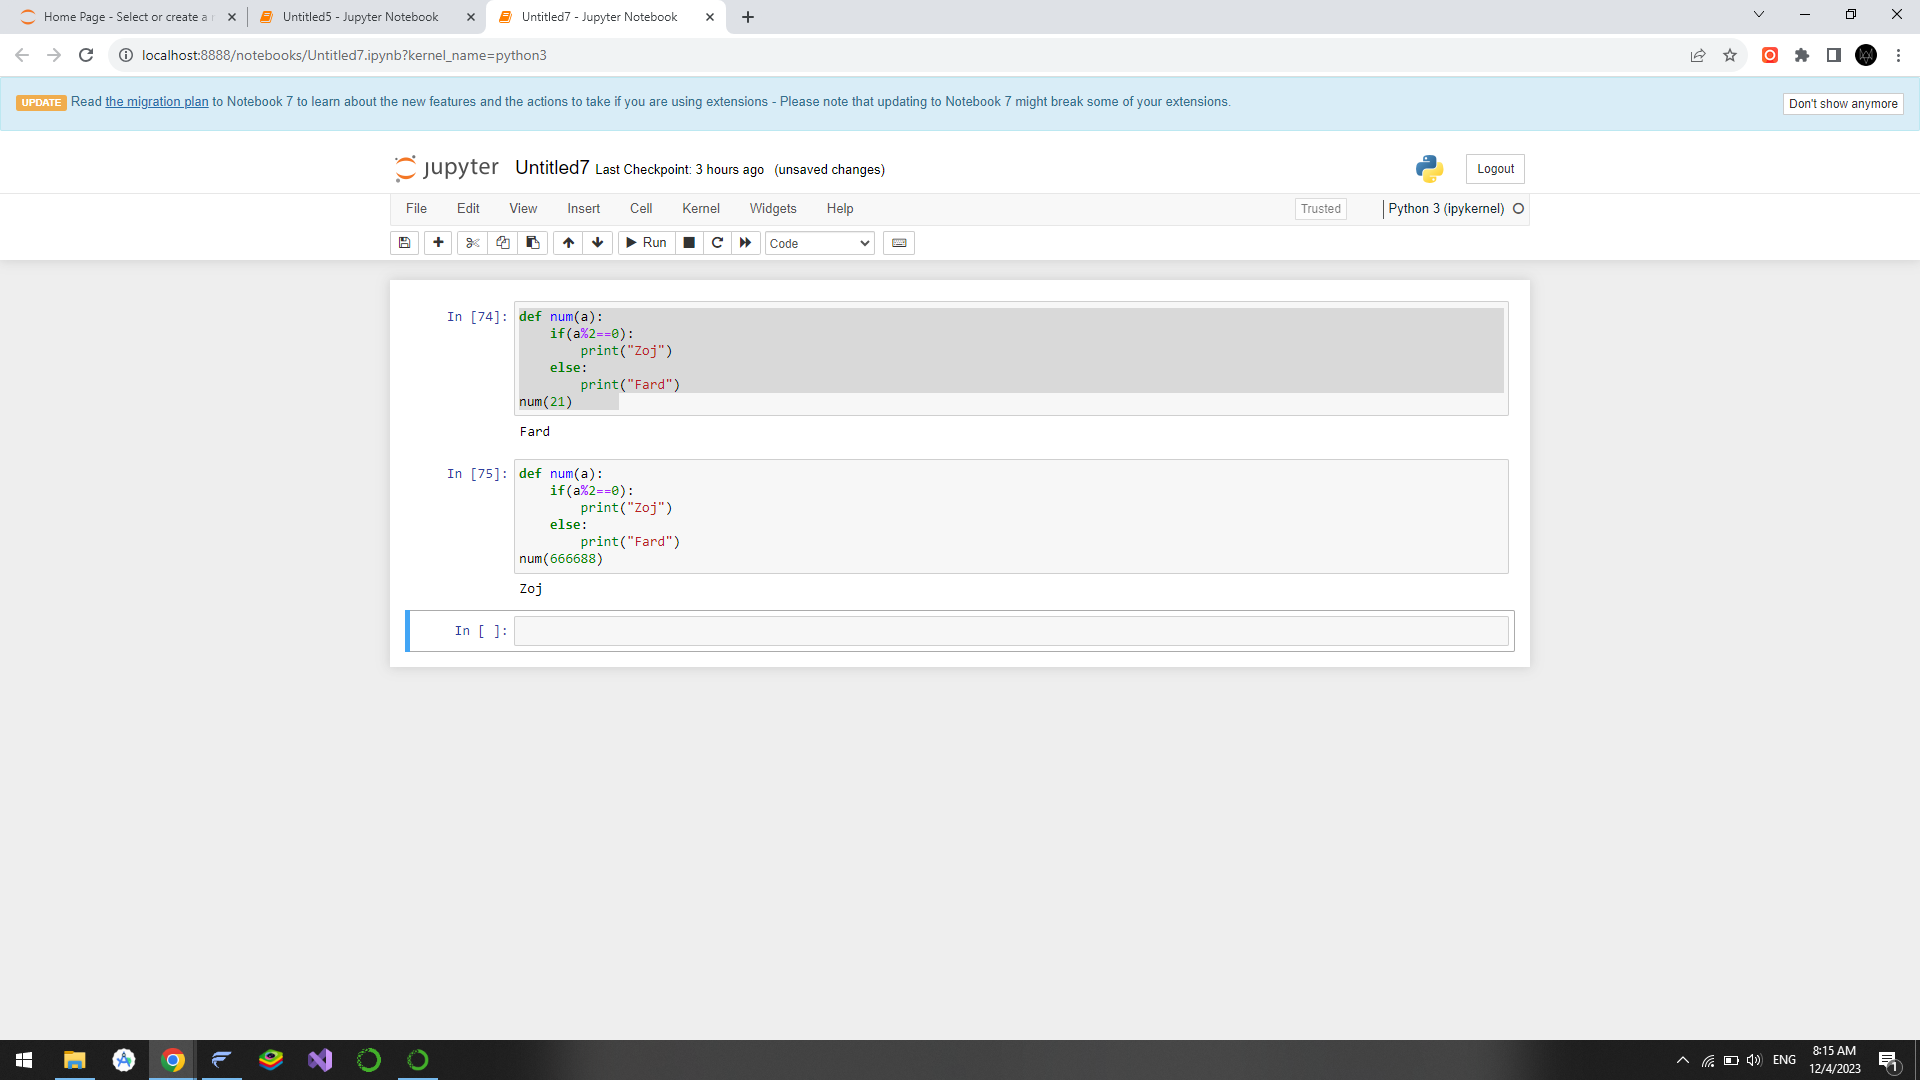 Home Page - Select or create a
Untitled5 - Jupyter Notebook
Untitled7 - Jupyter Notebook
localhost:8888/notebooks/Untitled7.ipynb?kernel_name=python3
UPDATE Read the migration plan to Notebook 7 to learn about the new features and the actions to take if you are using extensions - Please note that updating to Notebook 7 might break some of your extensions.
Don't show anymore
jupyter Untitled7 Last Checkpoint: 3 hours ago (unsaved changes)
Logout
File Edit View Insert Cell Kernel Widgets Help
Trusted
Python 3 (ipykernel)
Run
Code
In [74]: def num(a):
    if(a%2==0):
        print("Zoj")
    else:
        print("Fard")
num(21)
Fard
In [75]: def num(a):
    if(a%2==0):
        print("Zoj")
    else:
        print("Fard")
num(666688)
Zoj
In [ ]:
ENG
8:15 AM
12/4/2023
1